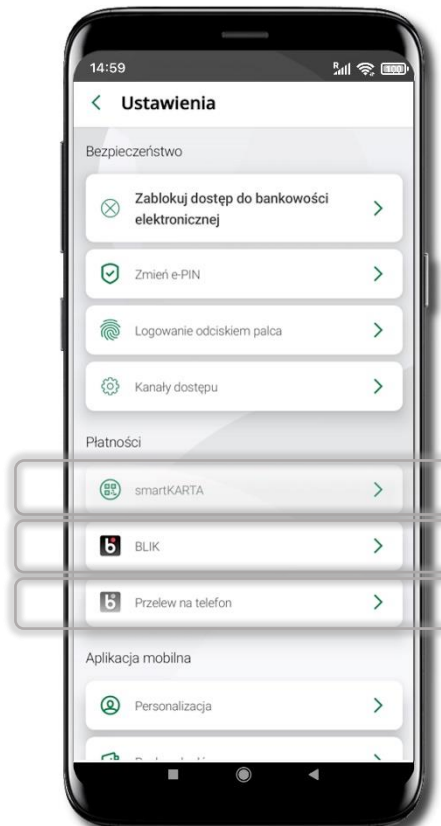 14:59
R
100
Ustawienia
Bezpieczeństwo
Zablokuj dostęp do bankowości
elektronicznej
Zmień e-PIN
Logowanie odciskiem palca
Kanały dostępu
Płatności
smartKARTA
BLIK
Przelew na telefon
Aplikacja mobilna
Personalizacja